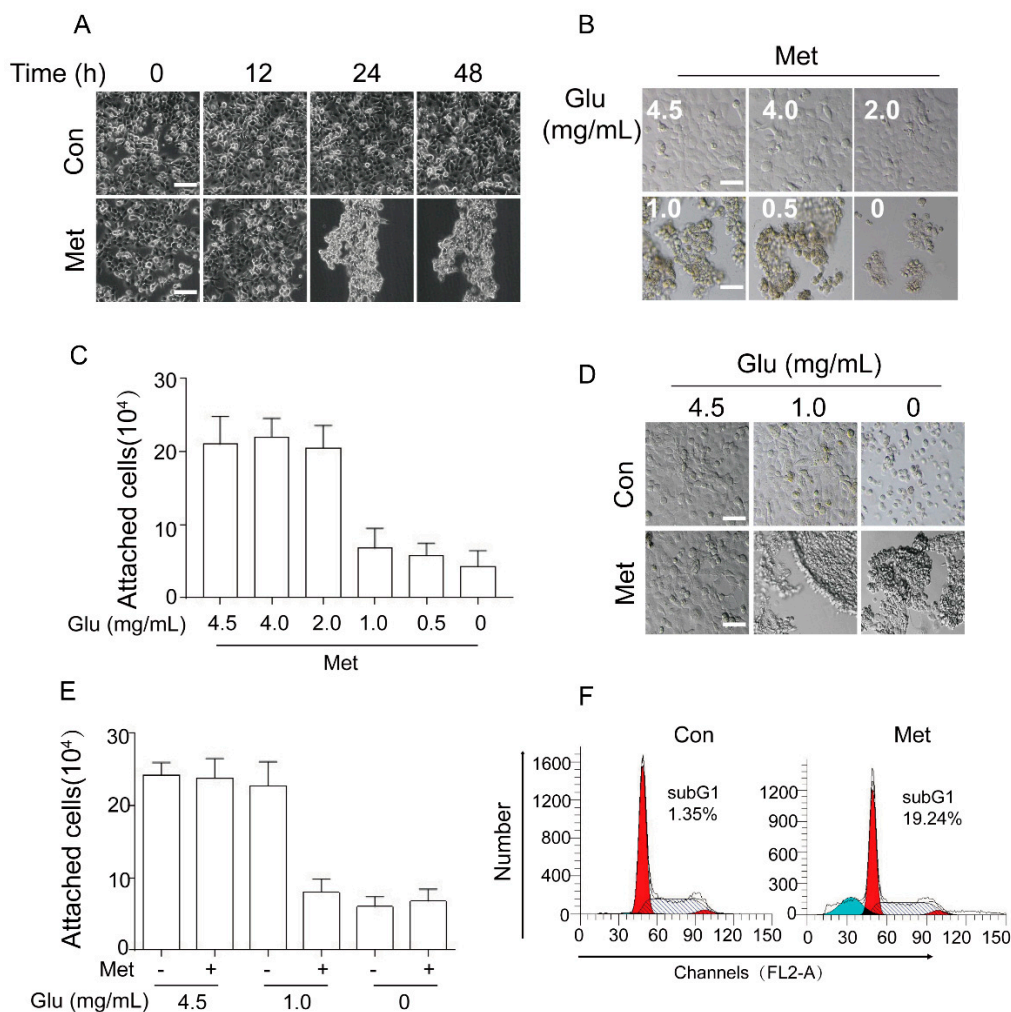 A
Time (h) 0 12 24 48
Con
Met
B
Met
Glu
(mg/mL)
4.5 4.0 2.0
1.0 0.5 0
C
Attached cells(10⁴)
30
20
10
0
Glu (mg/mL) 4.5 4.0 2.0 1.0 0.5 0
Met
D
Glu (mg/mL)
4.5 1.0 0
Con
Met
E
Attached cells(10⁴)
30
20
10
0
Met - + - + - +
Glu (mg/mL) 4.5 1.0 0
F
Con
Number
1600
1200
800
400
0
subG1
1.35%
0 30 60 90 120 150
Met
1200
900
600
300
0
subG1
19.24%
0 30 60 90 120 150
Channels (FL2-A)